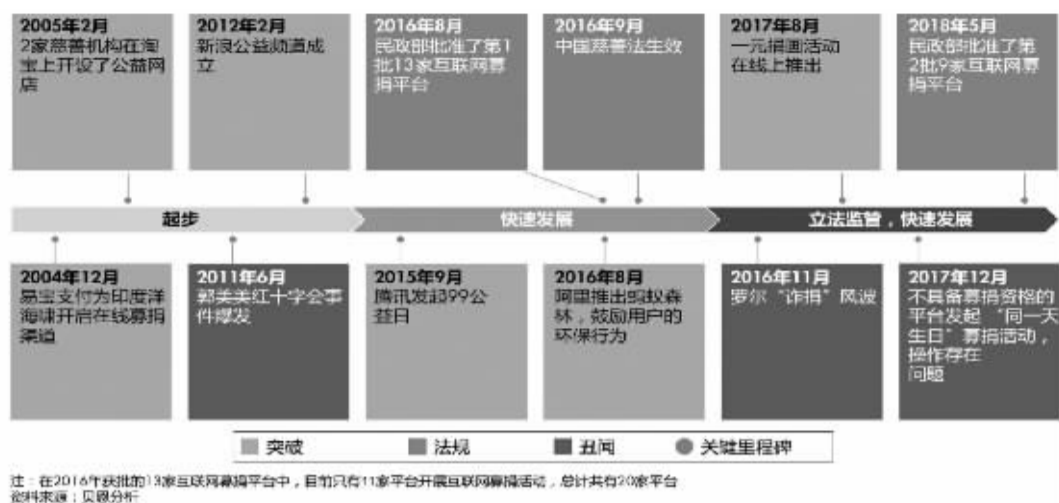 2005年2月
2家慈善机构在淘
宝上开设了公益网
店
2012年2月
新浪公益频道成
立
2016年8月
民政部批准了第1
批13家互联网募
捐平台
2016年9月
中国慈善法生效
2017年8月
一元捐画活动
在线上推出
2018年5月
民政部批准了第
2批9家互联网募
捐平台
起步
快速发展
立法监管，快速发展
2004年12月
易宝支付为印度洋
海啸开启在线募捐
渠道
2011年6月
郭美美红十字会事
件爆发
2015年9月
腾讯发起99公
益日
2016年8月
阿里推出蚂蚁森
林，鼓励用户的
环保行为
2016年11月
罗尔“诈捐”风波
2017年12月
不具备募捐资格的
平台发起“同一天
生日”募捐活动，
操作存在
问题
突破
法规
丑闻
关键里程碑
注：在2016年获批的13家互联网募捐平台中，目前只有11家平台开展互联网募捐活动，总计共有20家平台
资料来源：贝恩分析